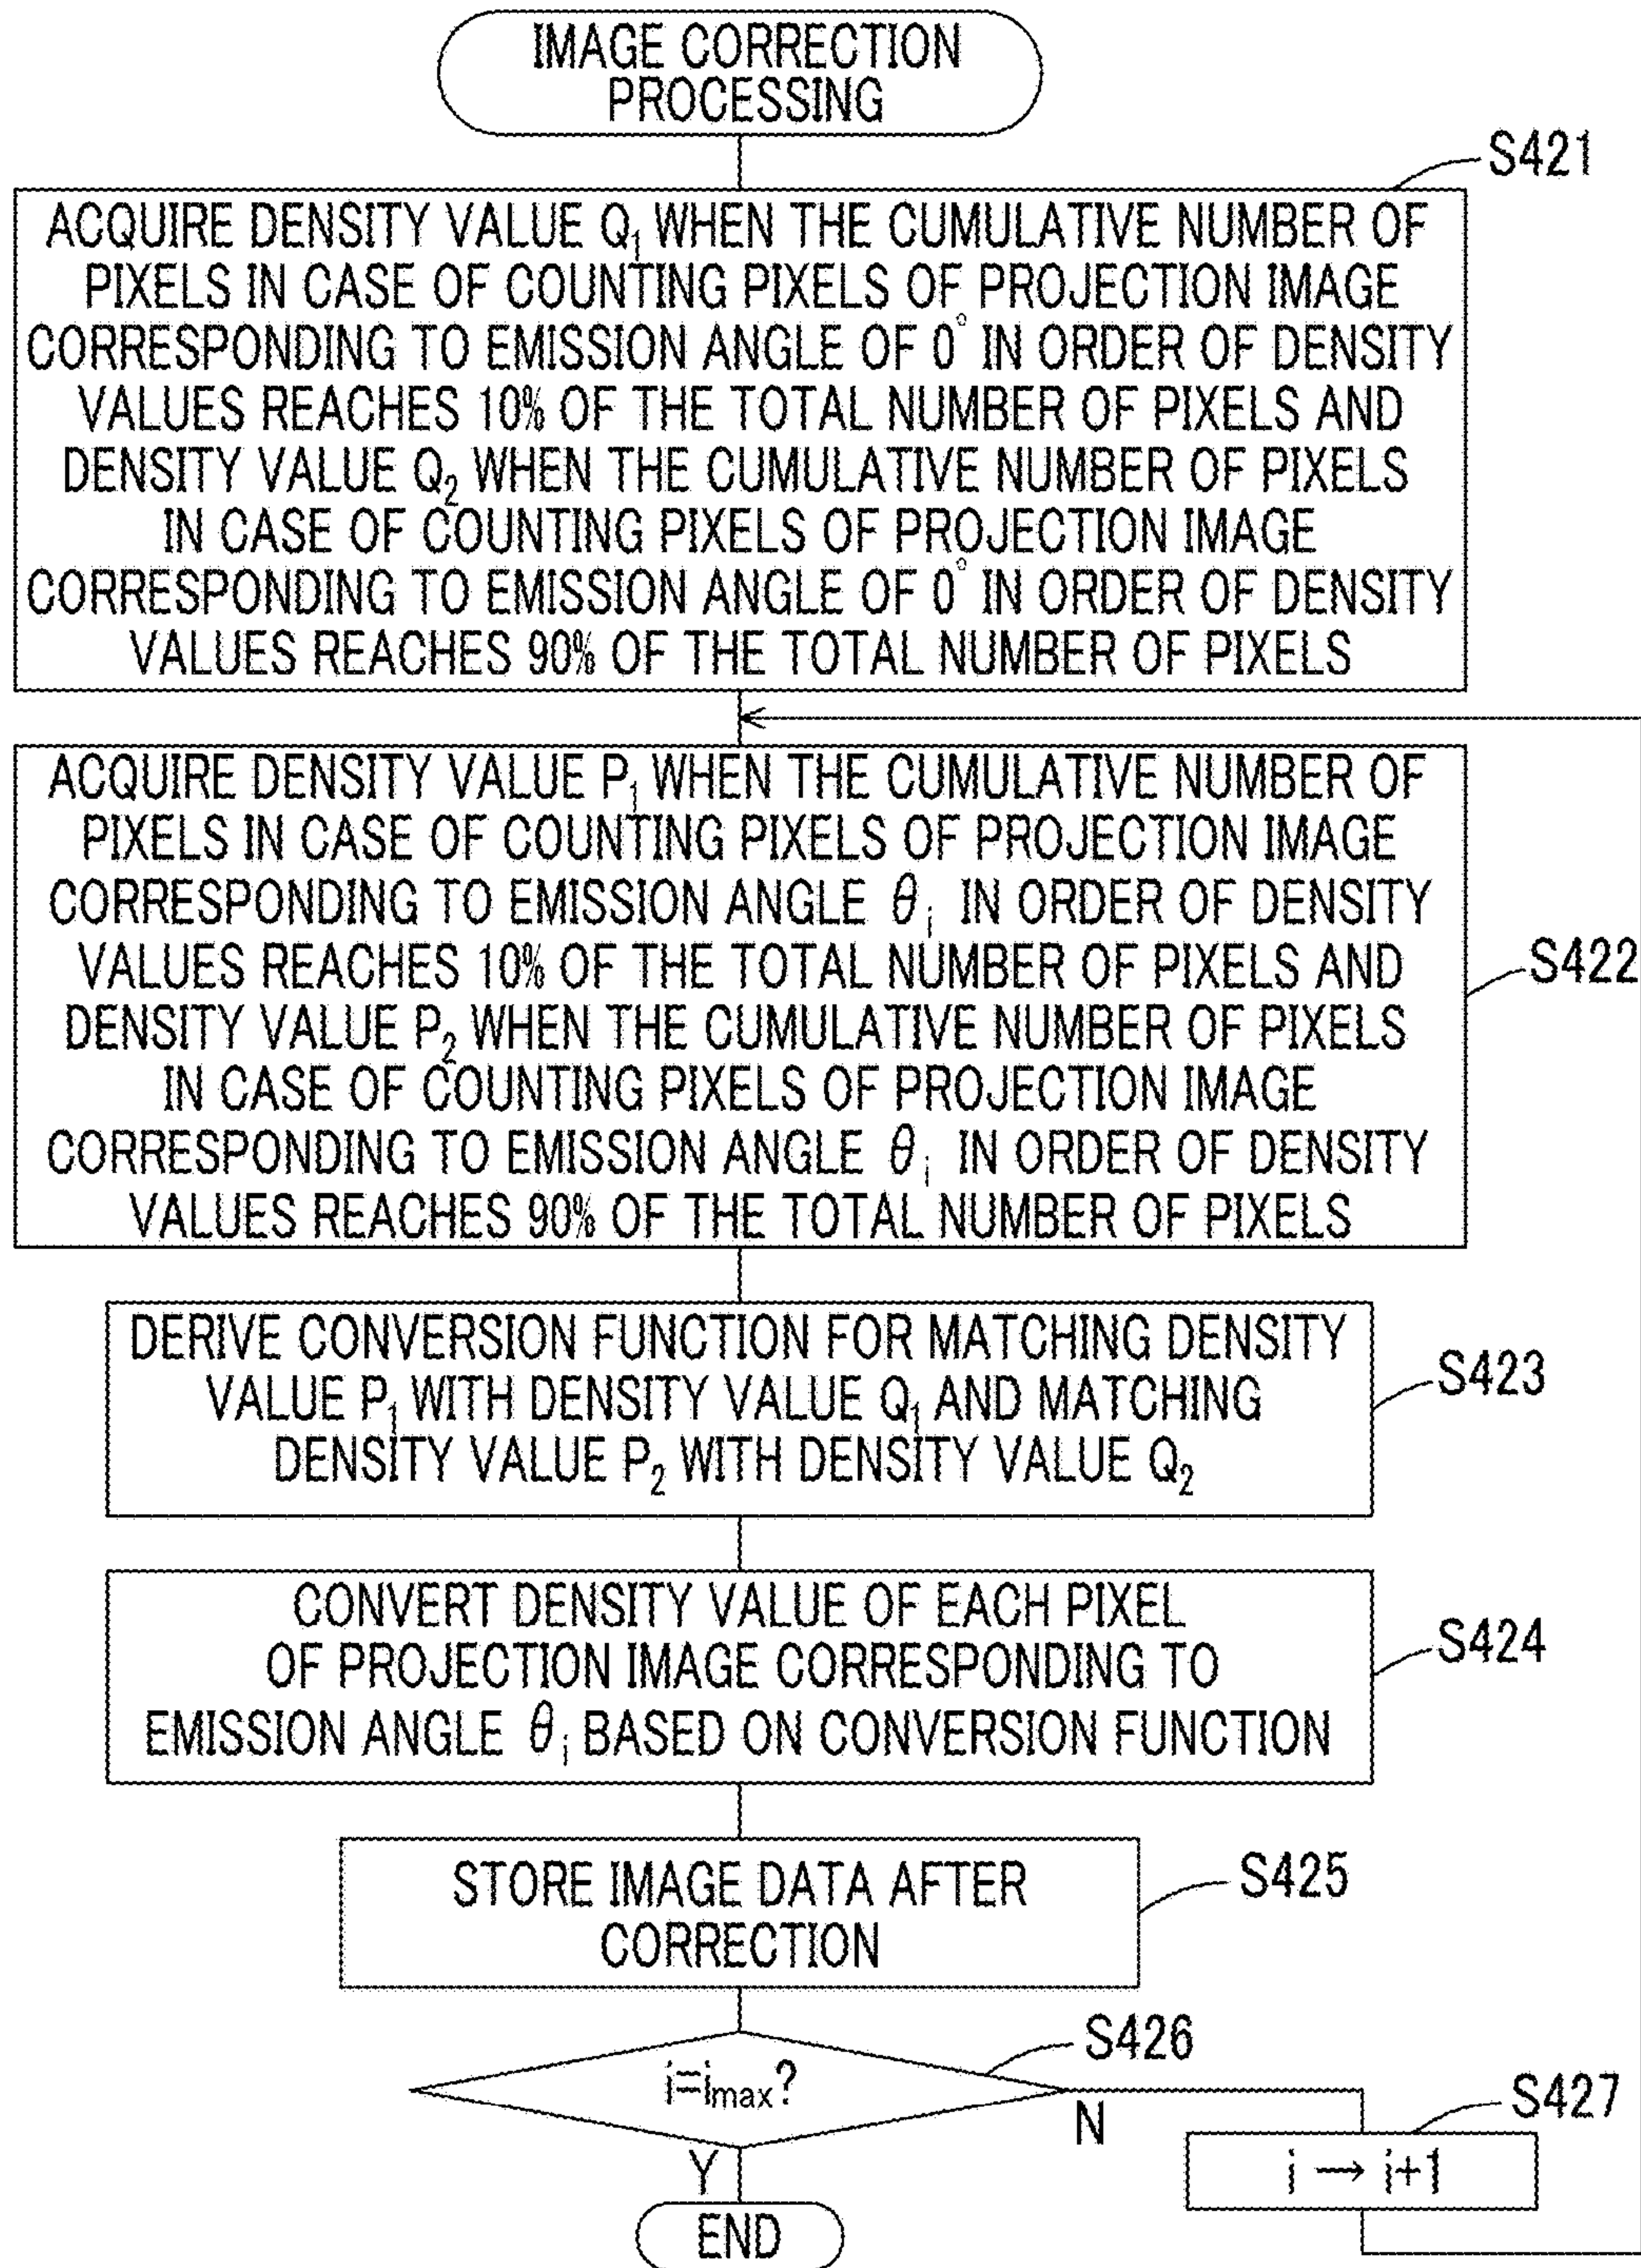 IMAGE CORRECTION
PROCESSING
S421
ACQUIRE DENSITY VALUE Q₁ WHEN THE CUMULATIVE NUMBER OF
PIXELS IN CASE OF COUNTING PIXELS OF PROJECTION IMAGE
CORRESPONDING TO EMISSION ANGLE OF 0° IN ORDER OF DENSITY
VALUES REACHES 10% OF THE TOTAL NUMBER OF PIXELS AND
DENSITY VALUE Q₂ WHEN THE CUMULATIVE NUMBER OF PIXELS
IN CASE OF COUNTING PIXELS OF PROJECTION IMAGE
CORRESPONDING TO EMISSION ANGLE OF 0° IN ORDER OF DENSITY
VALUES REACHES 90% OF THE TOTAL NUMBER OF PIXELS
ACQUIRE DENSITY VALUE P₁ WHEN THE CUMULATIVE NUMBER OF
PIXELS IN CASE OF COUNTING PIXELS OF PROJECTION IMAGE
CORRESPONDING TO EMISSION ANGLE θᵢ IN ORDER OF DENSITY
VALUES REACHES 10% OF THE TOTAL NUMBER OF PIXELS AND
DENSITY VALUE P₂ WHEN THE CUMULATIVE NUMBER OF PIXELS
IN CASE OF COUNTING PIXELS OF PROJECTION IMAGE
CORRESPONDING TO EMISSION ANGLE θᵢ IN ORDER OF DENSITY
VALUES REACHES 90% OF THE TOTAL NUMBER OF PIXELS
S422
DERIVE CONVERSION FUNCTION FOR MATCHING DENSITY
VALUE P₁ WITH DENSITY VALUE Q₁ AND MATCHING
DENSITY VALUE P₂ WITH DENSITY VALUE Q₂
S423
CONVERT DENSITY VALUE OF EACH PIXEL
OF PROJECTION IMAGE CORRESPONDING TO
EMISSION ANGLE θᵢ BASED ON CONVERSION FUNCTION
S424
STORE IMAGE DATA AFTER
CORRECTION
S425
i=iₘₐₓ?
S426
N
S427
i → i+1
Y
END